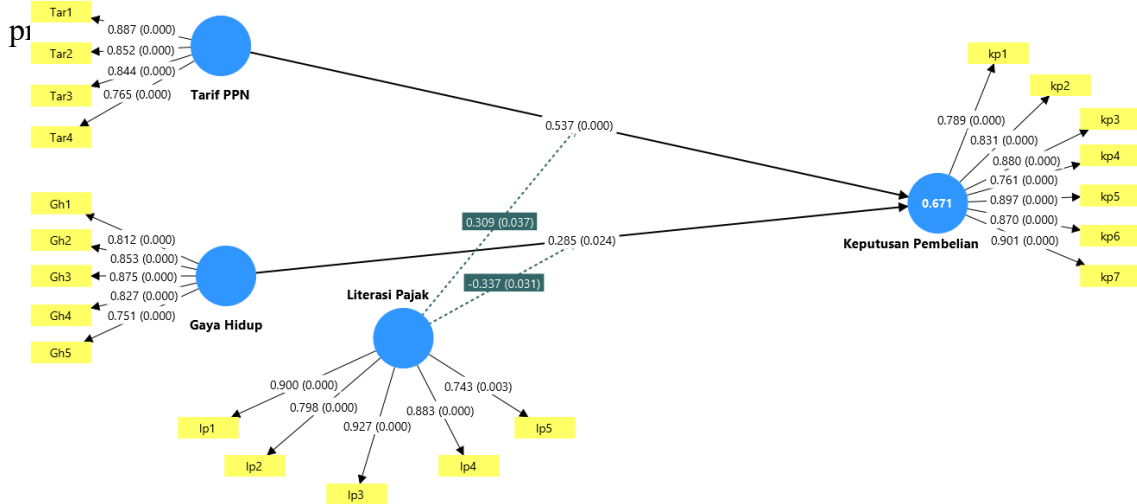 Tar1
Tar2
Tar3
Tar4
0.887 (0.000)
0.852 (0.000)
0.844 (0.000)
0.765 (0.000)
Tarif PPN
0.537 (0.000)
kp1
kp2
kp3
kp4
kp5
kp6
kp7
0.789 (0.000)
0.831 (0.000)
0.880 (0.000)
0.761 (0.000)
0.897 (0.000)
0.870 (0.000)
0.901 (0.000)
0.671
Keputusan Pembelian
Gh1
Gh2
Gh3
Gh4
Gh5
0.812 (0.000)
0.853 (0.000)
0.875 (0.000)
0.827 (0.000)
0.751 (0.000)
Gaya Hidup
0.309 (0.037)
0.285 (0.024)
-0.337 (0.031)
Literasi Pajak
0.900 (0.000)
0.798 (0.000)
0.927 (0.000)
0.883 (0.000)
0.743 (0.003)
lp1
lp2
lp3
lp4
lp5